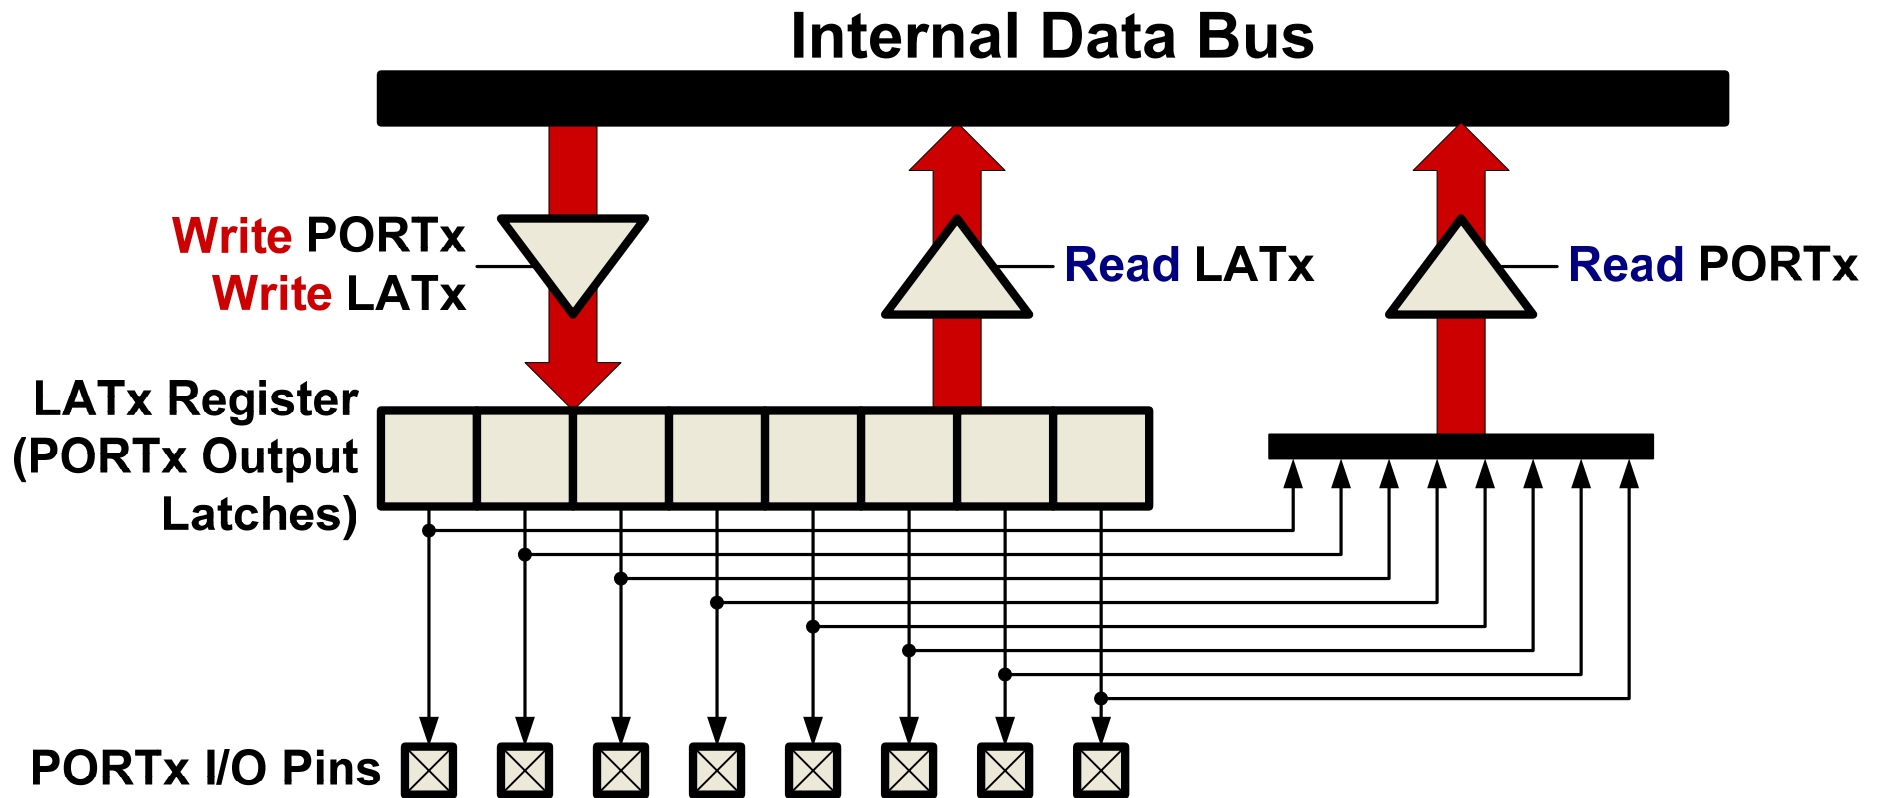 Internal Data Bus
Write PORTx
Write LATx
Read LATx
Read PORTx
LATx Register
(PORTx Output
Latches)
PORTx I/O Pins